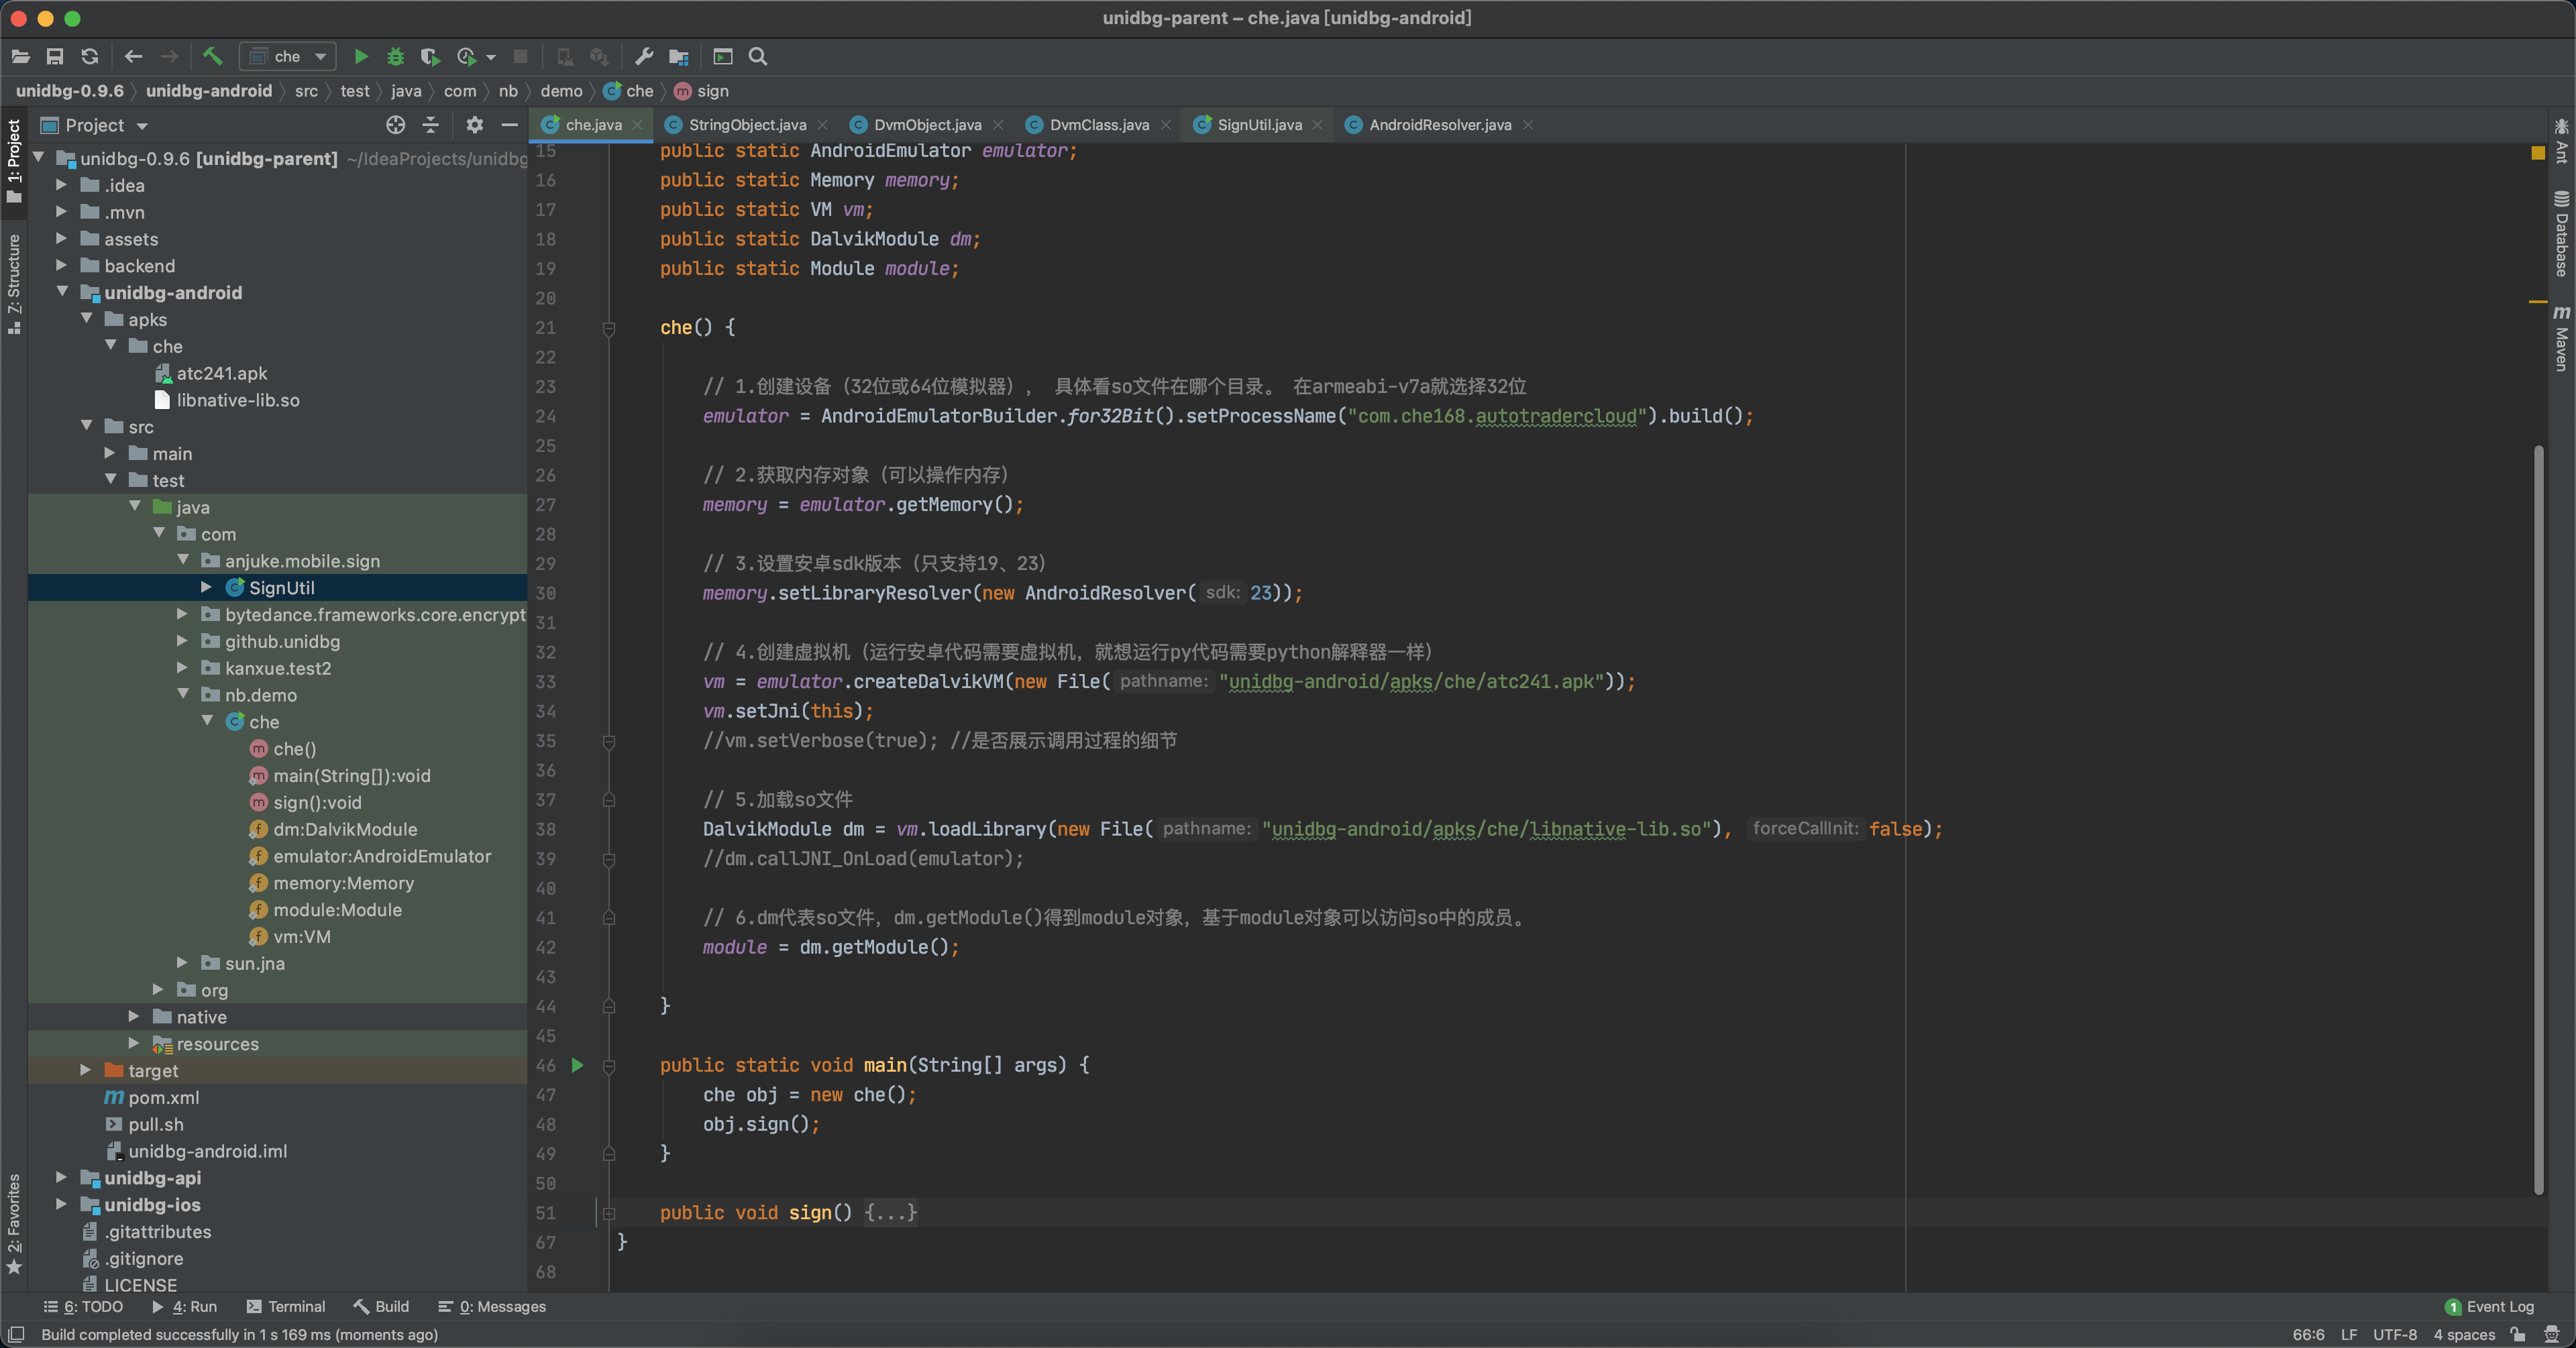 unidbg-parent – che.java [unidbg-android]
che
unidbg-0.9.6 unidbg-android src test java com nb demo che sign
1: Project
Z: Structure
2: Favorites
Project
unidbg-0.9.6 [unidbg-parent] ~/IdeaProjects/unidbg
.idea
.mvn
assets
backend
unidbg-android
apks
che
atc241.apk
libnative-lib.so
src
main
test
java
com
anjuke.mobile.sign
SignUtil
bytedance.frameworks.core.encrypt
github.unidbg
kanxue.test2
nb.demo
che
che()
main(String[]):void
sign():void
dm:DalvikModule
emulator:AndroidEmulator
memory:Memory
module:Module
vm:VM
sun.jna
org
native
resources
target
pom.xml
pull.sh
unidbg-android.iml
unidbg-api
unidbg-ios
.gitattributes
.gitignore
LICENSE
che.java StringObject.java DvmObject.java DvmClass.java SignUtil.java AndroidResolver.java
15 public static AndroidEmulator emulator;
16 public static Memory memory;
17 public static VM vm;
18 public static DalvikModule dm;
19 public static Module module;
20
21 che() {
22
23 // 1.创建设备（32位或64位模拟器）， 具体看so文件在哪个目录。 在armeabi-v7a就选择32位
24 emulator = AndroidEmulatorBuilder.for32Bit().setProcessName("com.che168.autotradercloud").build();
25
26 // 2.获取内存对象（可以操作内存）
27 memory = emulator.getMemory();
28
29 // 3.设置安卓sdk版本（只支持19、23）
30 memory.setLibraryResolver(new AndroidResolver( sdk: 23));
31
32 // 4.创建虚拟机（运行安卓代码需要虚拟机，就想运行py代码需要python解释器一样）
33 vm = emulator.createDalvikVM(new File( pathname: "unidbg-android/apks/che/atc241.apk"));
34 vm.setJni(this);
35 //vm.setVerbose(true); //是否展示调用过程的细节
36
37 // 5.加载so文件
38 DalvikModule dm = vm.loadLibrary(new File( pathname: "unidbg-android/apks/che/libnative-lib.so"), forceCallInit: false);
39 //dm.callJNI_OnLoad(emulator);
40
41 // 6.dm代表so文件，dm.getModule()得到module对象，基于module对象可以访问so中的成员。
42 module = dm.getModule();
43
44 }
45
46 public static void main(String[] args) {
47 che obj = new che();
48 obj.sign();
49 }
50
51 public void sign() {...}
67 }
68
Ant
Database
Maven
6: TODO 4: Run Terminal Build 0: Messages 1 Event Log
Build completed successfully in 1 s 169 ms (moments ago) 66:6 LF UTF-8 4 spaces